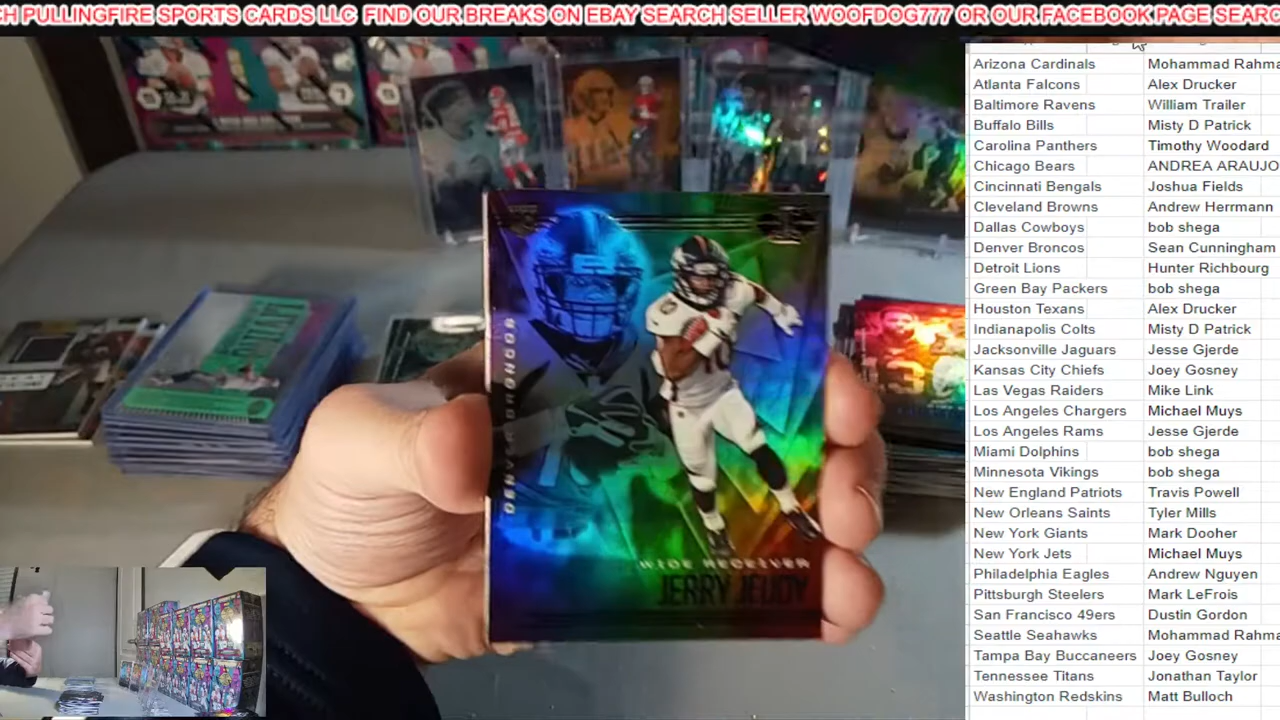 CH PULLINGFIRE SPORTS CARDS LLC FIND OUR BREAKS ON EBAY SEARCH SELLER WOOFDOG777 OR OUR FACEBOOK PAGE SEARC
Arizona Cardinals Mohammad Rahma
Atlanta Falcons Alex Drucker
Baltimore Ravens William Trailer
Buffalo Bills Misty D Patrick
Carolina Panthers Timothy Woodard
Chicago Bears ANDREA ARAUJO
Cincinnati Bengals Joshua Fields
Cleveland Browns Andrew Herrmann
Dallas Cowboys bob shega
Denver Broncos Sean Cunningham
Detroit Lions Hunter Richbourg
Green Bay Packers bob shega
Houston Texans Alex Drucker
Indianapolis Colts Misty D Patrick
Jacksonville Jaguars Jesse Gjerde
Kansas City Chiefs Joey Gosney
Las Vegas Raiders Mike Link
Los Angeles Chargers Michael Muys
Los Angeles Rams Jesse Gjerde
Miami Dolphins bob shega
Minnesota Vikings bob shega
New England Patriots Travis Powell
New Orleans Saints Tyler Mills
New York Giants Mark Dooher
New York Jets Michael Muys
Philadelphia Eagles Andrew Nguyen
Pittsburgh Steelers Mark LeFrois
San Francisco 49ers Dustin Gordon
Seattle Seahawks Mohammad Rahma
Tampa Bay Buccaneers Joey Gosney
Tennessee Titans Jonathan Taylor
Washington Redskins Matt Bulloch
DENVER BRONCOS
WIDE RECEIVER
JERRY JEUDY